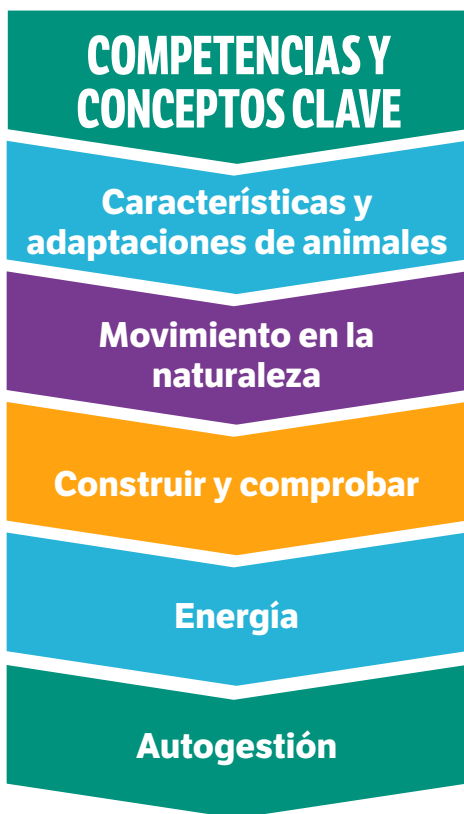 COMPETENCIAS Y
CONCEPTOS CLAVE
Características y
adaptaciones de animales
Movimiento en la
naturaleza
Construir y comprobar
Energía
Autogestión